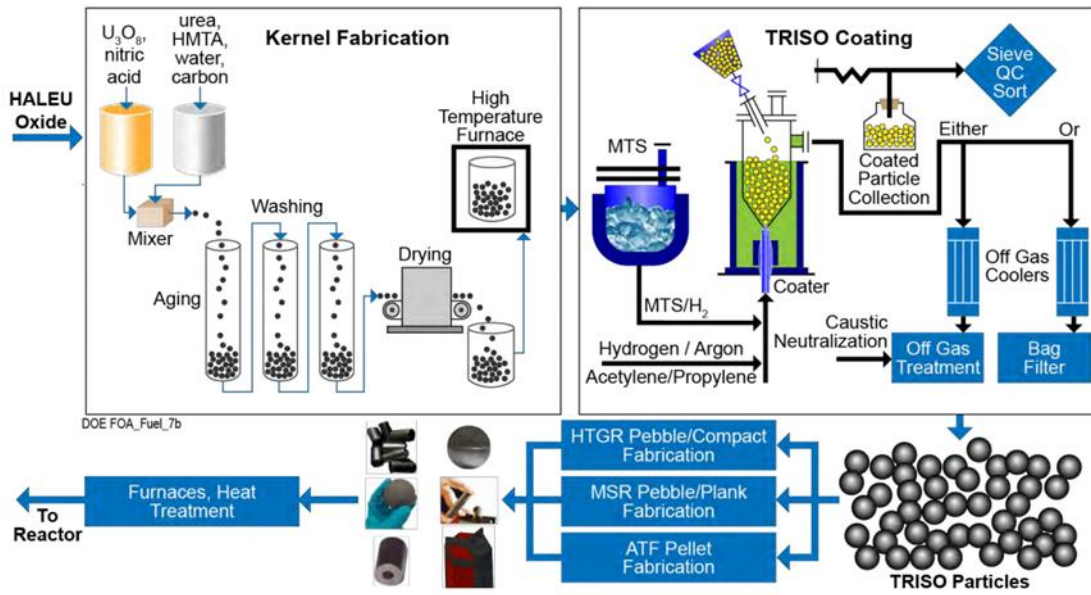 HALEU
Oxide
Kernel Fabrication
U3O8,
nitric
acid
urea,
HMTA,
water,
carbon
Mixer
Aging
Washing
Drying
High
Temperature
Furnace
TRISO Coating
MTS
MTS/H2
Hydrogen / Argon
Acetylene/Propylene
Coater
Coated
Particle
Collection
Sieve
QC
Sort
Either
Or
Off Gas
Coolers
Caustic
Neutralization
Off Gas
Treatment
Bag
Filter
DOE FOA_Fuel_7b
TRISO Particles
HTGR Pebble/Compact
Fabrication
MSR Pebble/Plank
Fabrication
ATF Pellet
Fabrication
Furnaces, Heat
Treatment
To
Reactor